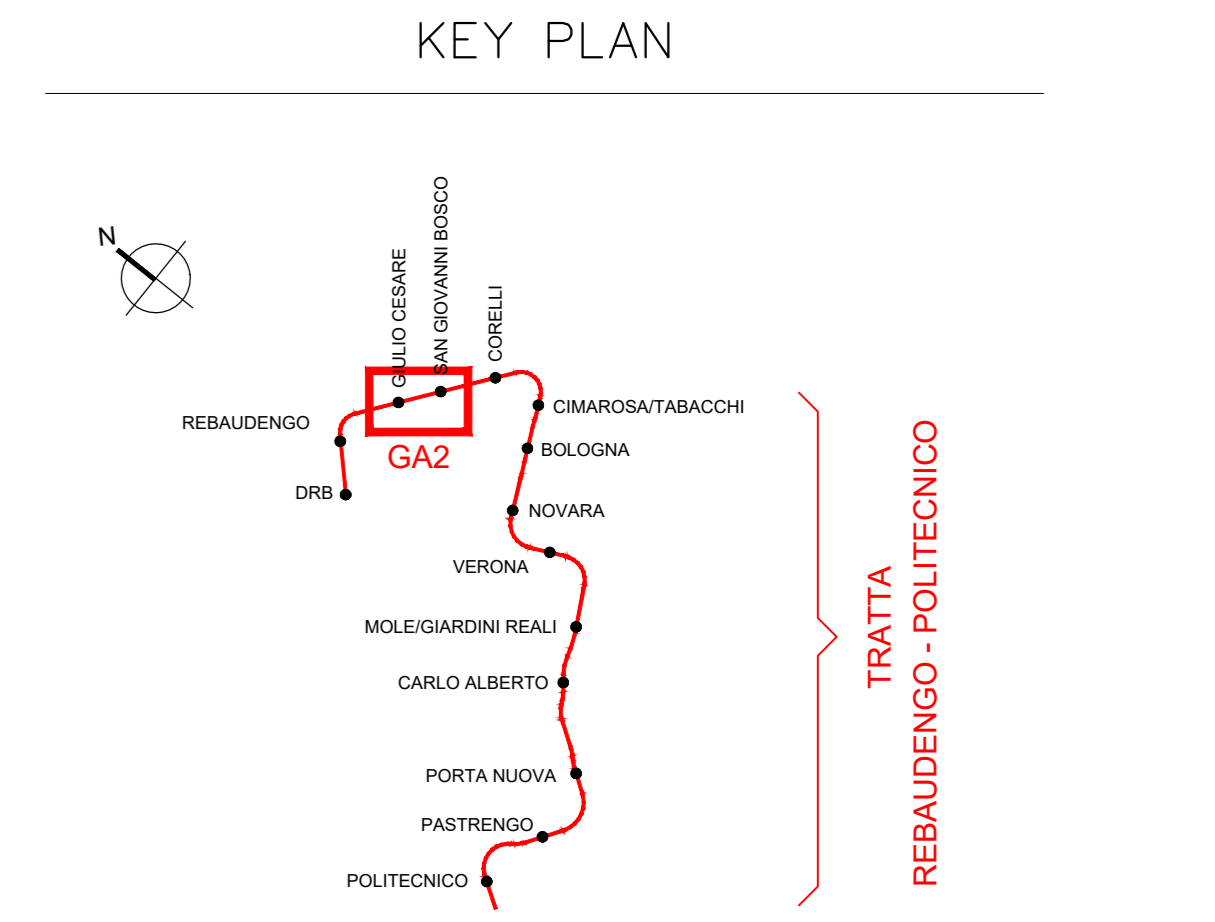 KEY PLAN
N
GIULIO CESARE
SAN GIOVANNI BOSCO
CORELLI
REBAUDENGO
CIMAROSA/TABACCHI
GA2
BOLOGNA
DRB
NOVARA
VERONA
MOLE/GIARDINI REALI
CARLO ALBERTO
PORTA NUOVA
PASTRENGO
POLITECNICO
TRATTA
REBAUDENGO - POLITECNICO